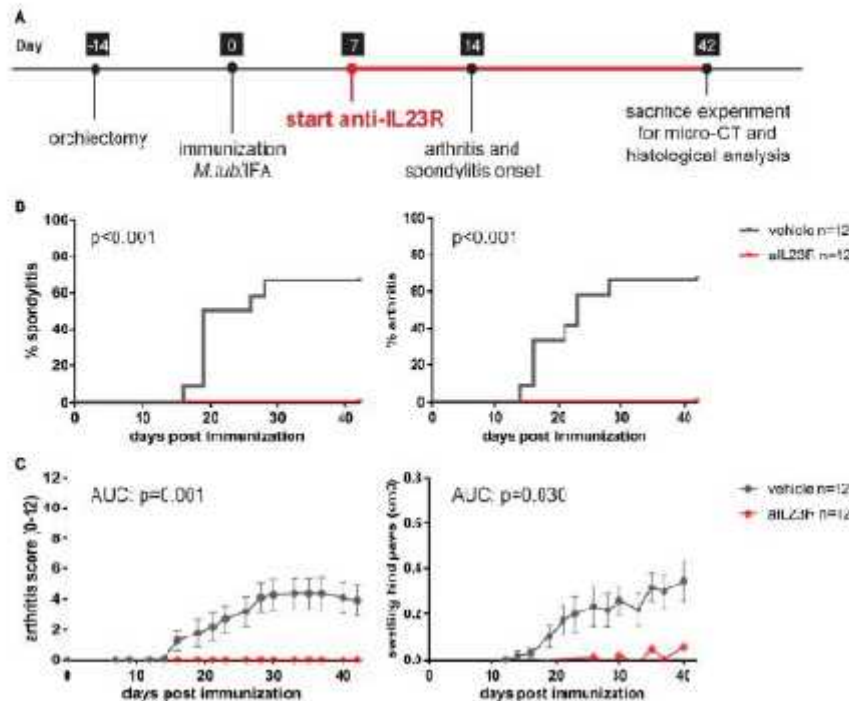 A
Day -14 0 7 14 42
start anti-IL23R
orchiectomy
immunization
M.tub/IFA
arthritis and
spondylitis onset
sacrifice experiment
for micro-CT and
histological analysis
B
p<0.001
% spondylitis
100
80
60
40
20
0
0 10 20 30 40
days post immunization
p<0.001
% arthritis
100
80
60
40
20
0
0 10 20 30 40
days post immunization
vehicle n=12
aIL23R n=12
C
AUC: p=0.001
arthritis score (0-12)
12
10
8
6
4
2
0
0 10 20 30 40
days post immunization
AUC: p=0.030
swelling hind paws (cm3)
0.8
0.6
0.4
0.2
0.0
0 10 20 30 40
days post immunization
vehicle n=12
aIL23R n=12